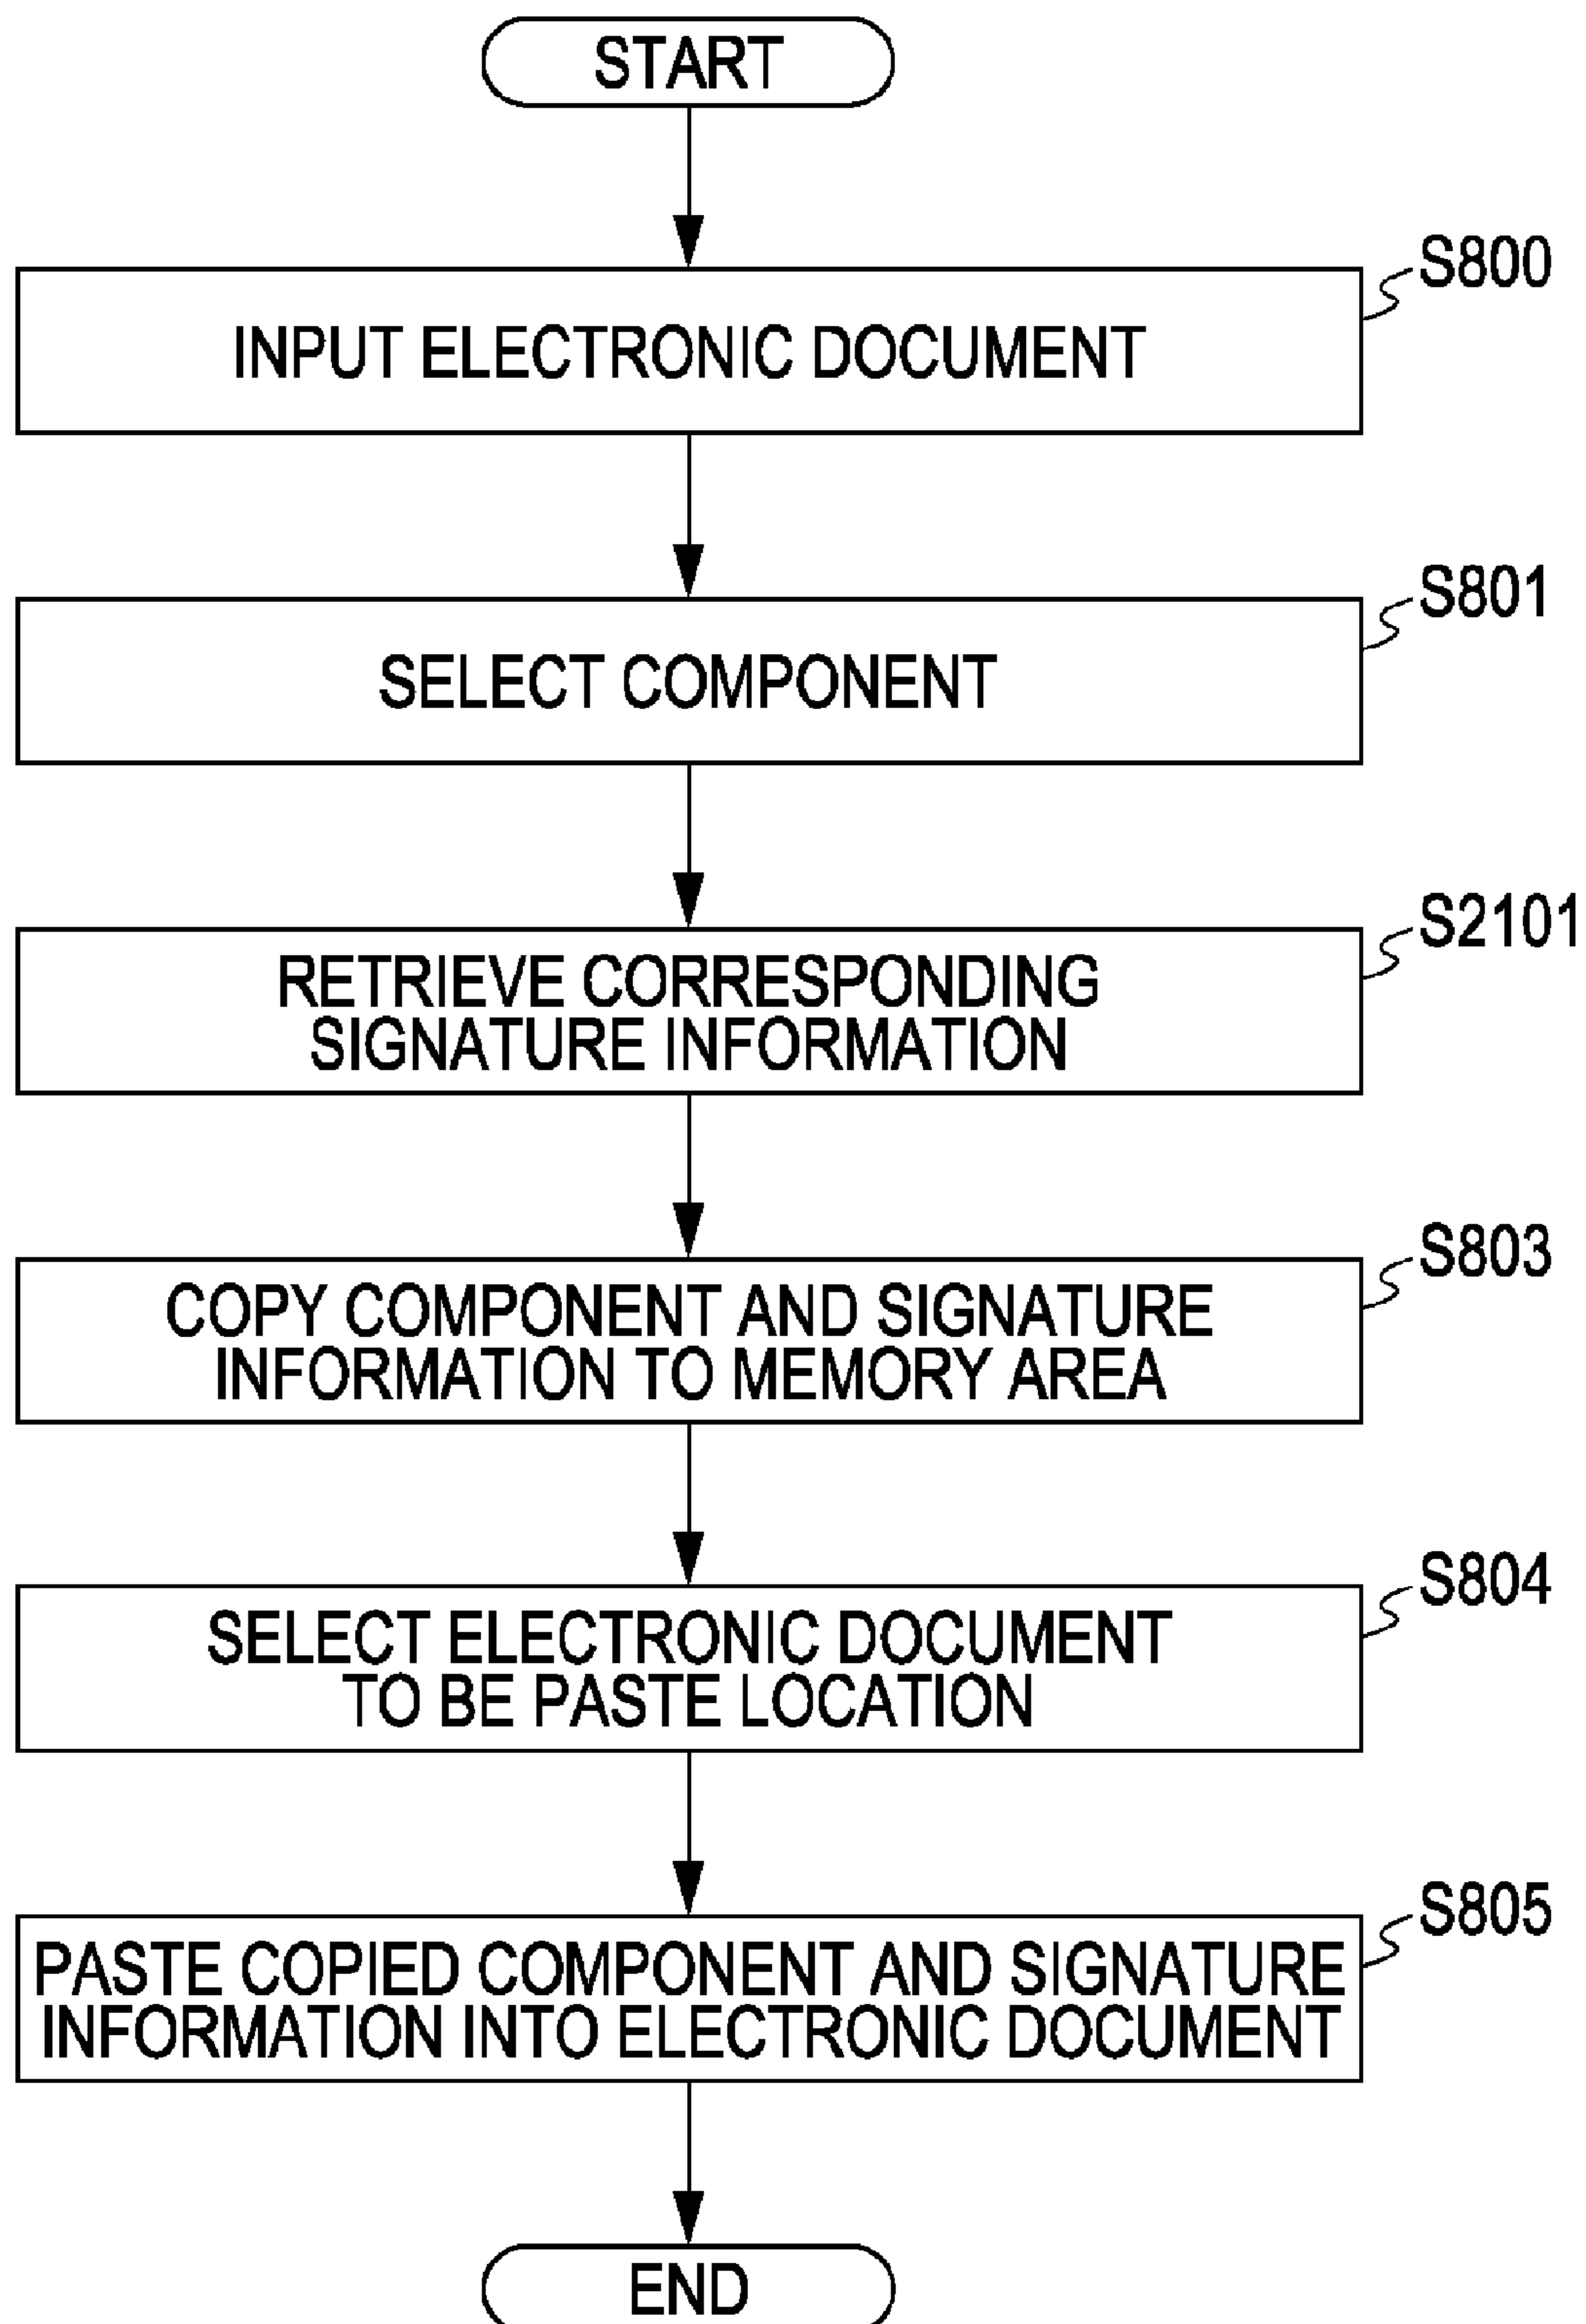 START
S800
INPUT ELECTRONIC DOCUMENT
S801
SELECT COMPONENT
S2101
RETRIEVE CORRESPONDING
SIGNATURE INFORMATION
S803
COPY COMPONENT AND SIGNATURE
INFORMATION TO MEMORY AREA
S804
SELECT ELECTRONIC DOCUMENT
TO BE PASTE LOCATION
S805
PASTE COPIED COMPONENT AND SIGNATURE
INFORMATION INTO ELECTRONIC DOCUMENT
END